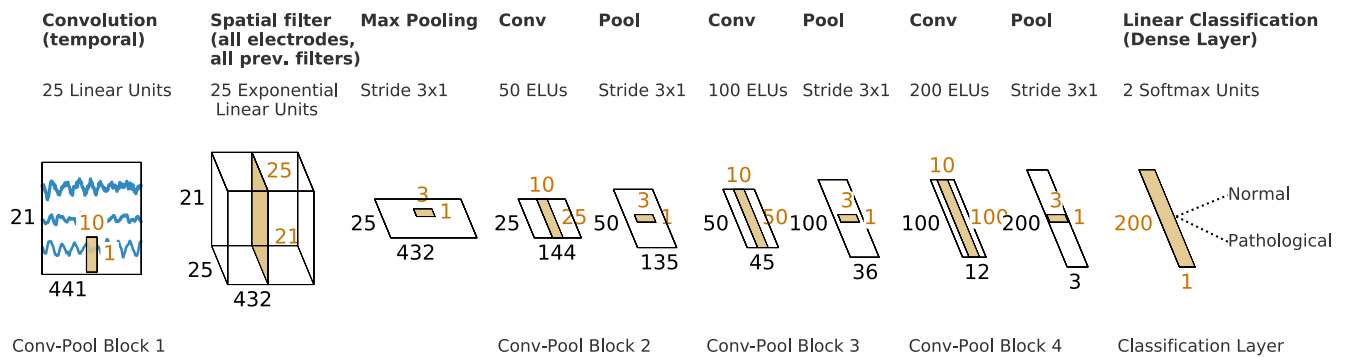 Convolution
(temporal)
Spatial filter
(all electrodes,
all prev. filters)
Max Pooling
Conv
Pool
Conv
Pool
Conv
Pool
Linear Classification
(Dense Layer)
25 Linear Units
25 Exponential
Linear Units
Stride 3x1
50 ELUs
Stride 3x1
100 ELUs
Stride 3x1
200 ELUs
Stride 3x1
2 Softmax Units
21
10
1
441
21
25
21
25
432
25
3
1
432
10
25
25
144
3
50
1
135
10
50
50
45
3
100
1
36
10
100
100
12
3
200
1
3
200
1
Normal
Pathological
Conv-Pool Block 1
Conv-Pool Block 2
Conv-Pool Block 3
Conv-Pool Block 4
Classification Layer